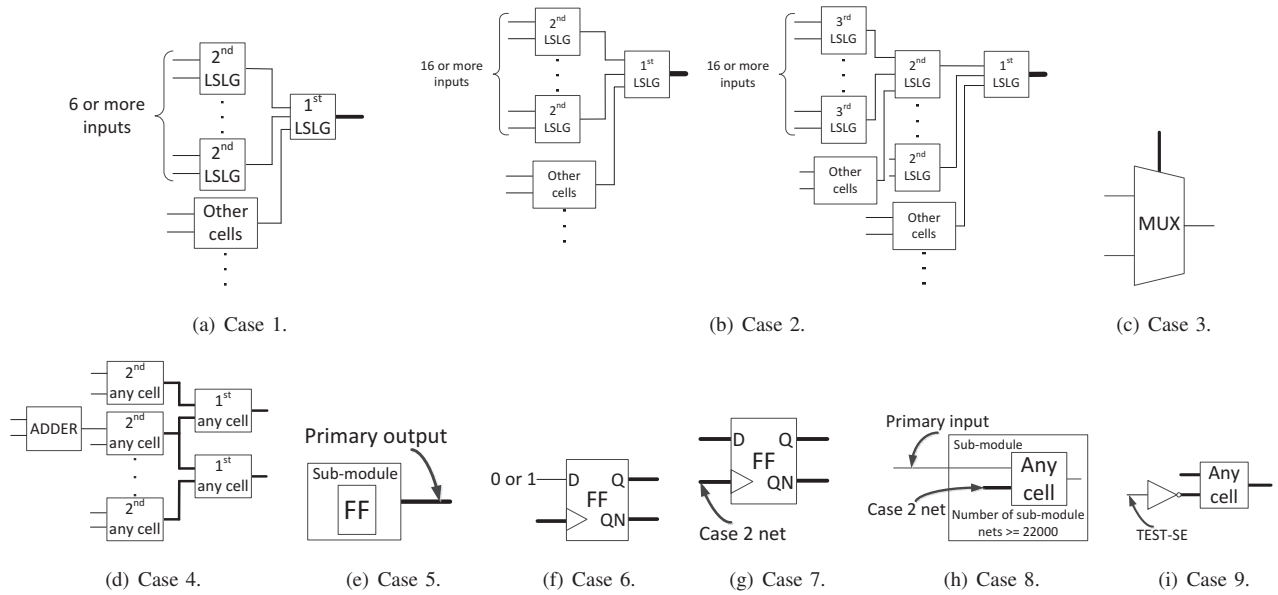 6 or more
inputs
2nd
LSLG
2nd
LSLG
1st
LSLG
Other
cells
(a) Case 1.
16 or more
inputs
2nd
LSLG
2nd
LSLG
1st
LSLG
Other
cells
16 or more
inputs
3rd
LSLG
3rd
LSLG
2nd
LSLG
2nd
LSLG
1st
LSLG
Other
cells
Other
cells
(b) Case 2.
MUX
(c) Case 3.
ADDER
2nd
any cell
2nd
any cell
2nd
any cell
1st
any cell
1st
any cell
(d) Case 4.
Primary output
Sub-module
FF
(e) Case 5.
0 or 1
D
Q
FF
QN
(f) Case 6.
D
Q
FF
QN
Case 2 net
(g) Case 7.
Primary input
Sub-module
Any
cell
Case 2 net
Number of sub-module
nets >= 22000
(h) Case 8.
Any
cell
TEST-SE
(i) Case 9.